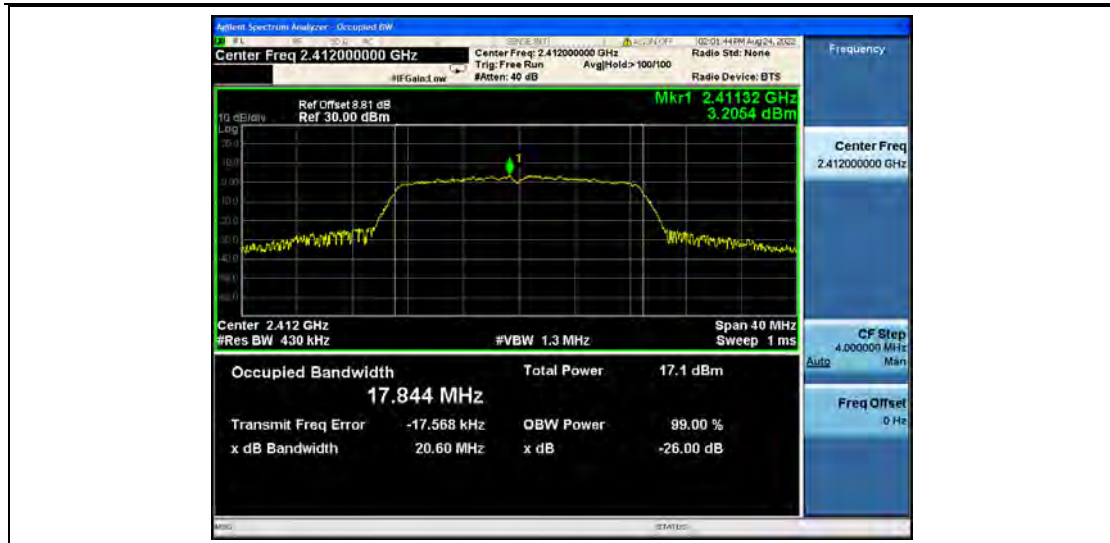 Agilent Spectrum Analyzer - Occupied BW
02:01:44 PM Aug 24, 2022
Center Freq 2.412000000 GHz
Center Freq: 2.412000000 GHz
Radio Std: None
Trig: Free Run Avg|Hold:> 100/100
#IFGain:Low #Atten: 40 dB Radio Device: BTS
Ref Offset 8.81 dB
Mkr1 2.41132 GHz
10 dB/div Ref 30.00 dBm
3.2054 dBm
Log
1
Center 2.412 GHz Span 40 MHz
#Res BW 430 kHz #VBW 1.3 MHz Sweep 1 ms
Occupied Bandwidth Total Power 17.1 dBm
17.844 MHz
Transmit Freq Error -17.568 kHz OBW Power 99.00 %
x dB Bandwidth 20.60 MHz x dB -26.00 dB
MSG STATUS
Frequency
Center Freq
2.412000000 GHz
CF Step
4.000000 MHz
Auto Man
Freq Offset
0 Hz